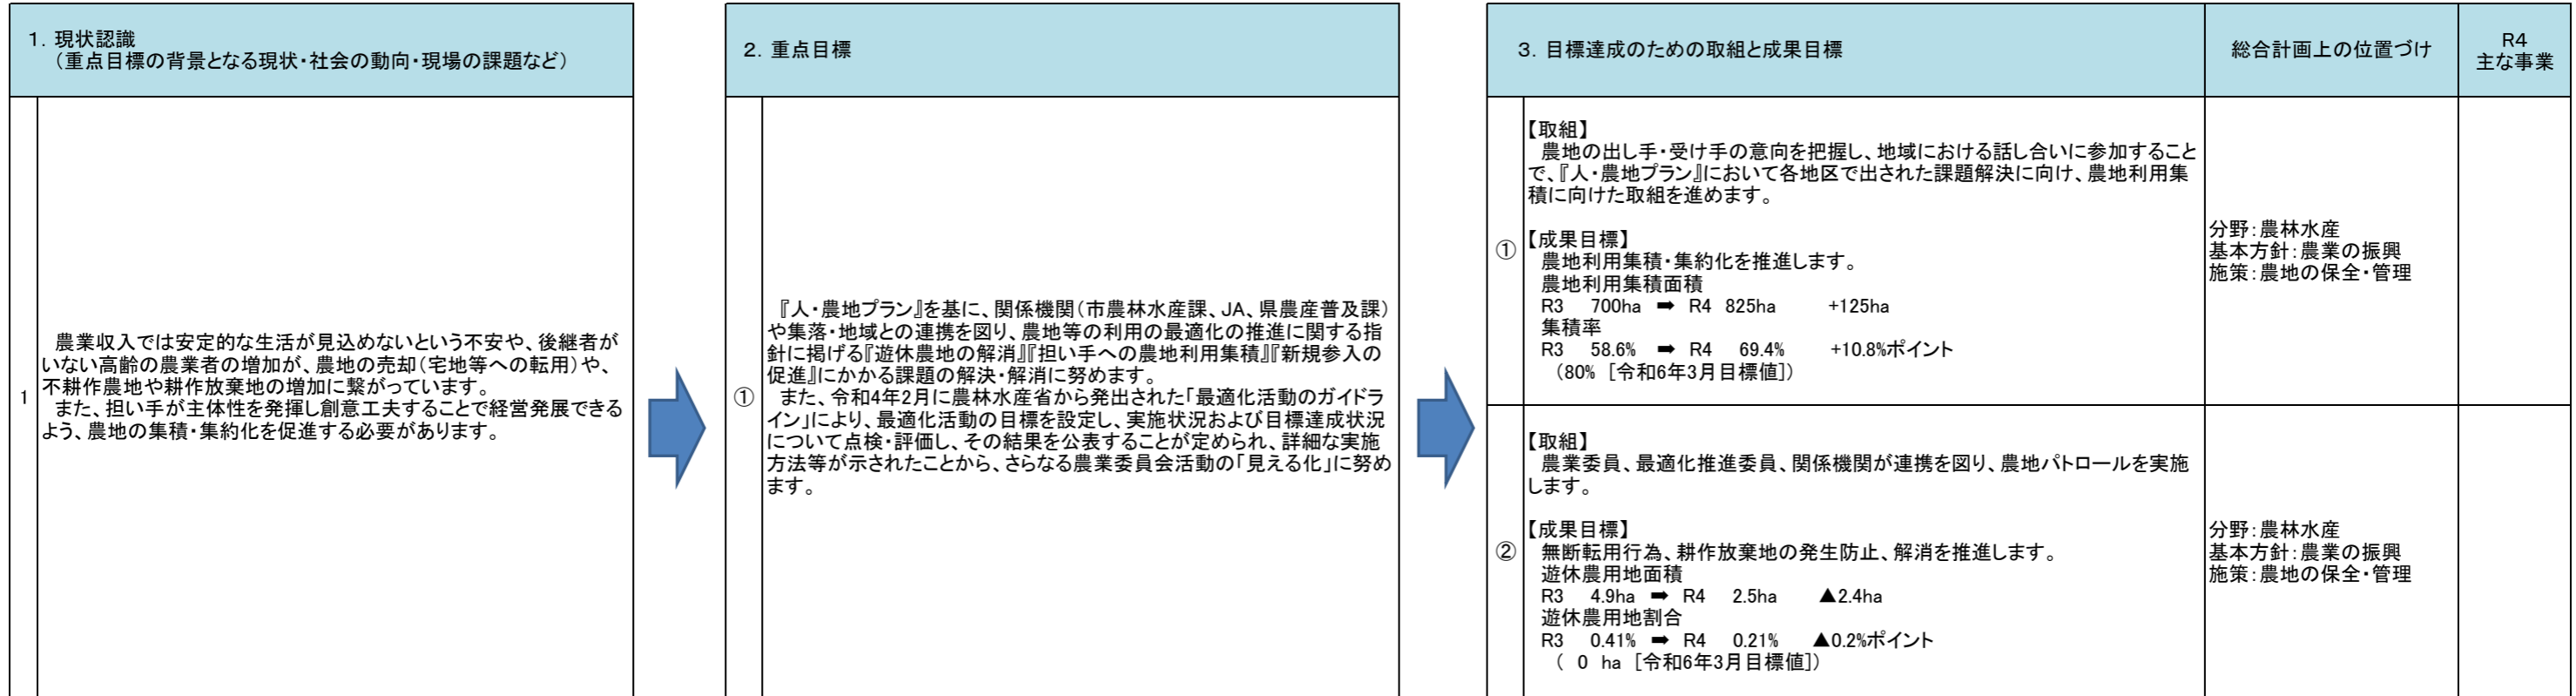 1. 現状認識
（重点目標の背景となる現状・社会の動向・現場の課題など）
1
農業収入では安定的な生活が見込めないという不安や、後継者が
いない高齢の農業者の増加が、農地の売却（宅地等への転用）や、
不耕作農地や耕作放棄地の増加に繋がっています。
また、担い手が主体性を発揮し創意工夫することで経営発展できる
よう、農地の集積・集約化を促進する必要があります。
2. 重点目標
①
『人・農地プラン』を基に、関係機関（市農林水産課、JA、県農産普及課）
や集落・地域との連携を図り、農地等の利用の最適化の推進に関する指
針に掲げる『遊休農地の解消』『担い手への農地利用集積』『新規参入の
促進』にかかる課題の解決・解消に努めます。
また、令和4年2月に農林水産省から発出された「最適化活動のガイドラ
イン」により、最適化活動の目標を設定し、実施状況および目標達成状況
について点検・評価し、その結果を公表することが定められ、詳細な実施
方法等が示されたことから、さらなる農業委員会活動の「見える化」に努め
ます。
3. 目標達成のための取組と成果目標
総合計画上の位置づけ
R4
主な事業
①
【取組】
農地の出し手・受け手の意向を把握し、地域における話し合いに参加すること
で、『人・農地プラン』において各地区で出された課題解決に向け、農地利用集
積に向けた取組を進めます。
【成果目標】
農地利用集積・集約化を推進します。
農地利用集積面積
R3 700ha ➡ R4 825ha +125ha
集積率
R3 58.6% ➡ R4 69.4% +10.8%ポイント
（80% [令和6年3月目標値]）
分野：農林水産
基本方針：農業の振興
施策：農地の保全・管理
②
【取組】
農業委員、最適化推進委員、関係機関が連携を図り、農地パトロールを実施
します。
【成果目標】
無断転用行為、耕作放棄地の発生防止、解消を推進します。
遊休農用地面積
R3 4.9ha ➡ R4 2.5ha ▲2.4ha
遊休農用地割合
R3 0.41% ➡ R4 0.21% ▲0.2%ポイント
（ 0 ha [令和6年3月目標値]）
分野：農林水産
基本方針：農業の振興
施策：農地の保全・管理